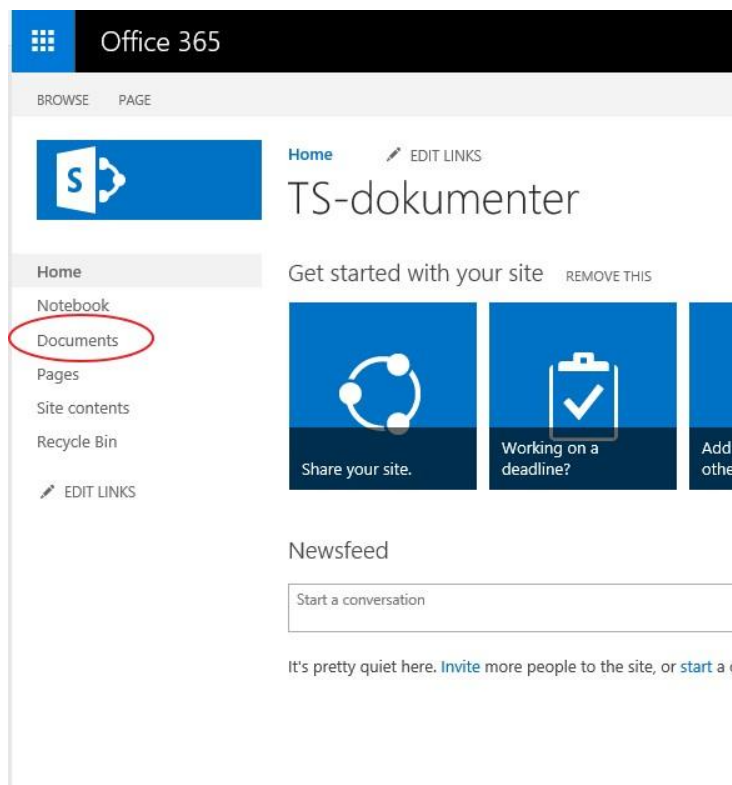 Office 365
BROWSE PAGE
S
Home EDIT LINKS
TS-dokumenter
Home
Notebook
Documents
Pages
Site contents
Recycle Bin
EDIT LINKS
Get started with your site REMOVE THIS
Share your site.
Working on a
deadline?
Add
othe
Newsfeed
Start a conversation
It's pretty quiet here. Invite more people to the site, or start a